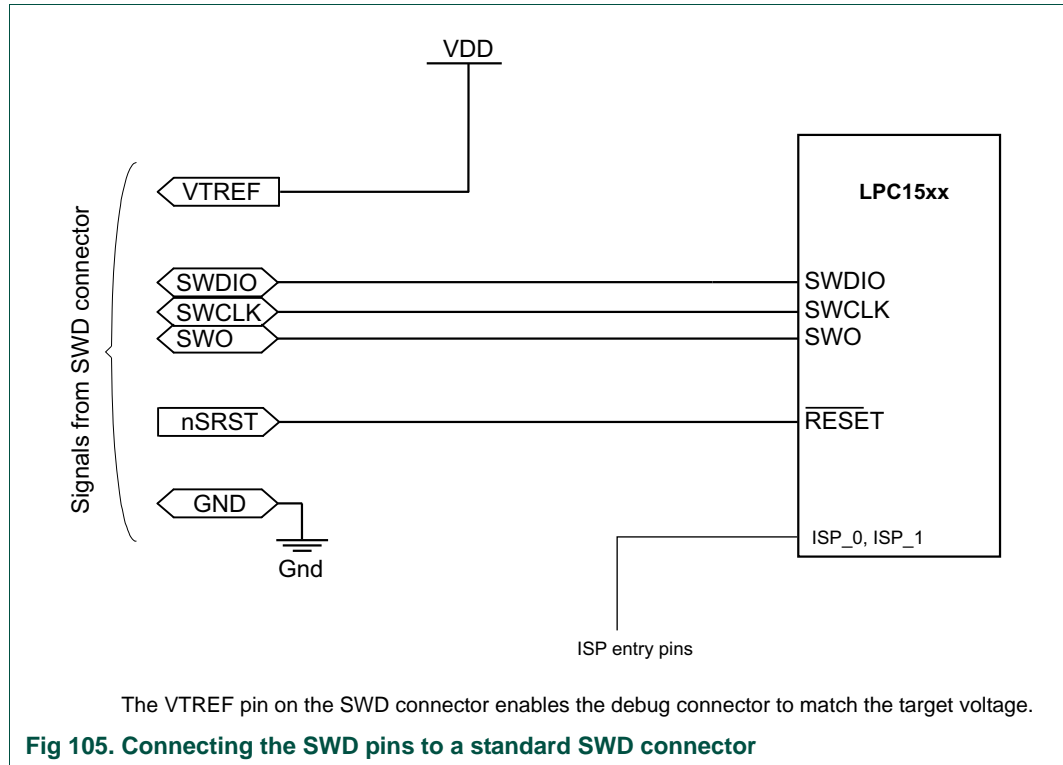 VDD
VTREF
LPC15xx
Signals from SWD connector
SWDIO
SWDIO
SWCLK
SWCLK
SWO
SWO
nSRST
RESET
GND
Gnd
ISP_0, ISP_1
ISP entry pins
The VTREF pin on the SWD connector enables the debug connector to match the target voltage.
Fig 105. Connecting the SWD pins to a standard SWD connector